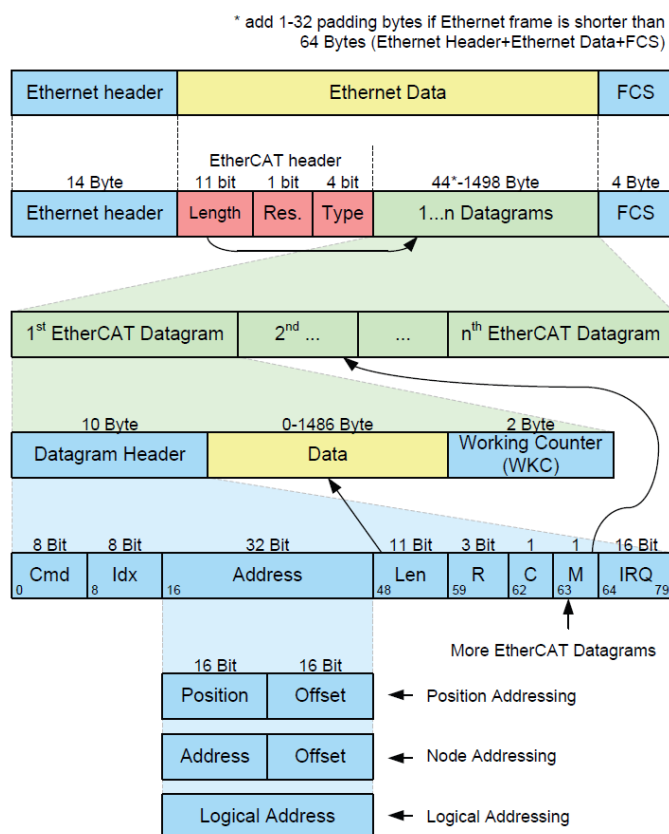 * add 1-32 padding bytes if Ethernet frame is shorter than
64 Bytes (Ethernet Header+Ethernet Data+FCS)
Ethernet header Ethernet Data FCS
EtherCAT header
14 Byte 11 bit 1 bit 4 bit 44*-1498 Byte 4 Byte
Ethernet header Length Res. Type 1...n Datagrams FCS
1st EtherCAT Datagram 2nd ... ... nth EtherCAT Datagram
10 Byte 0-1486 Byte 2 Byte
Datagram Header Data Working Counter
(WKC)
8 Bit 8 Bit 32 Bit 11 Bit 3 Bit 1 1 16 Bit
Cmd Idx Address Len R C M IRQ
0 8 16 48 59 62 63 64 79
More EtherCAT Datagrams
16 Bit 16 Bit
Position Offset Position Addressing
Address Offset Node Addressing
Logical Address Logical Addressing